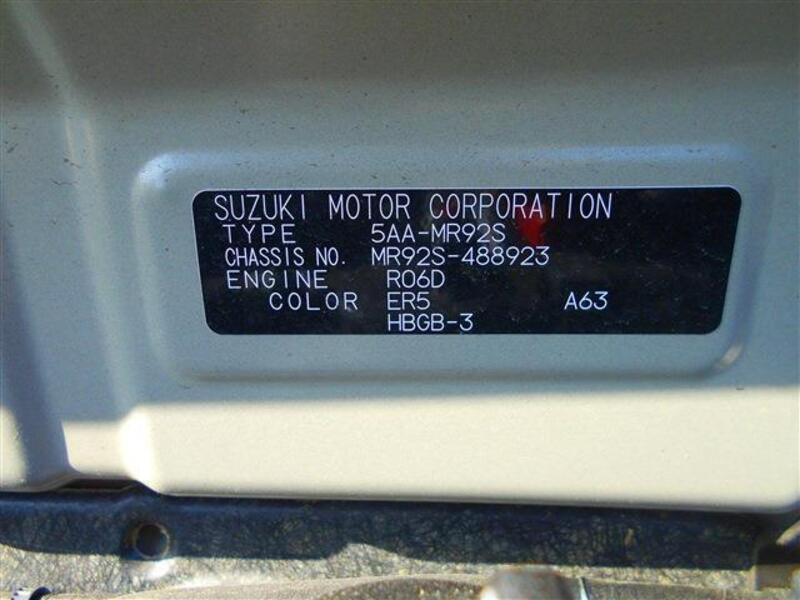 SUZUKI MOTOR CORPORATION
TYPE 5AA-MR92S
CHASSIS NO. MR92S-488923
ENGINE R06D
COLOR ER5 A63
HBGB-3